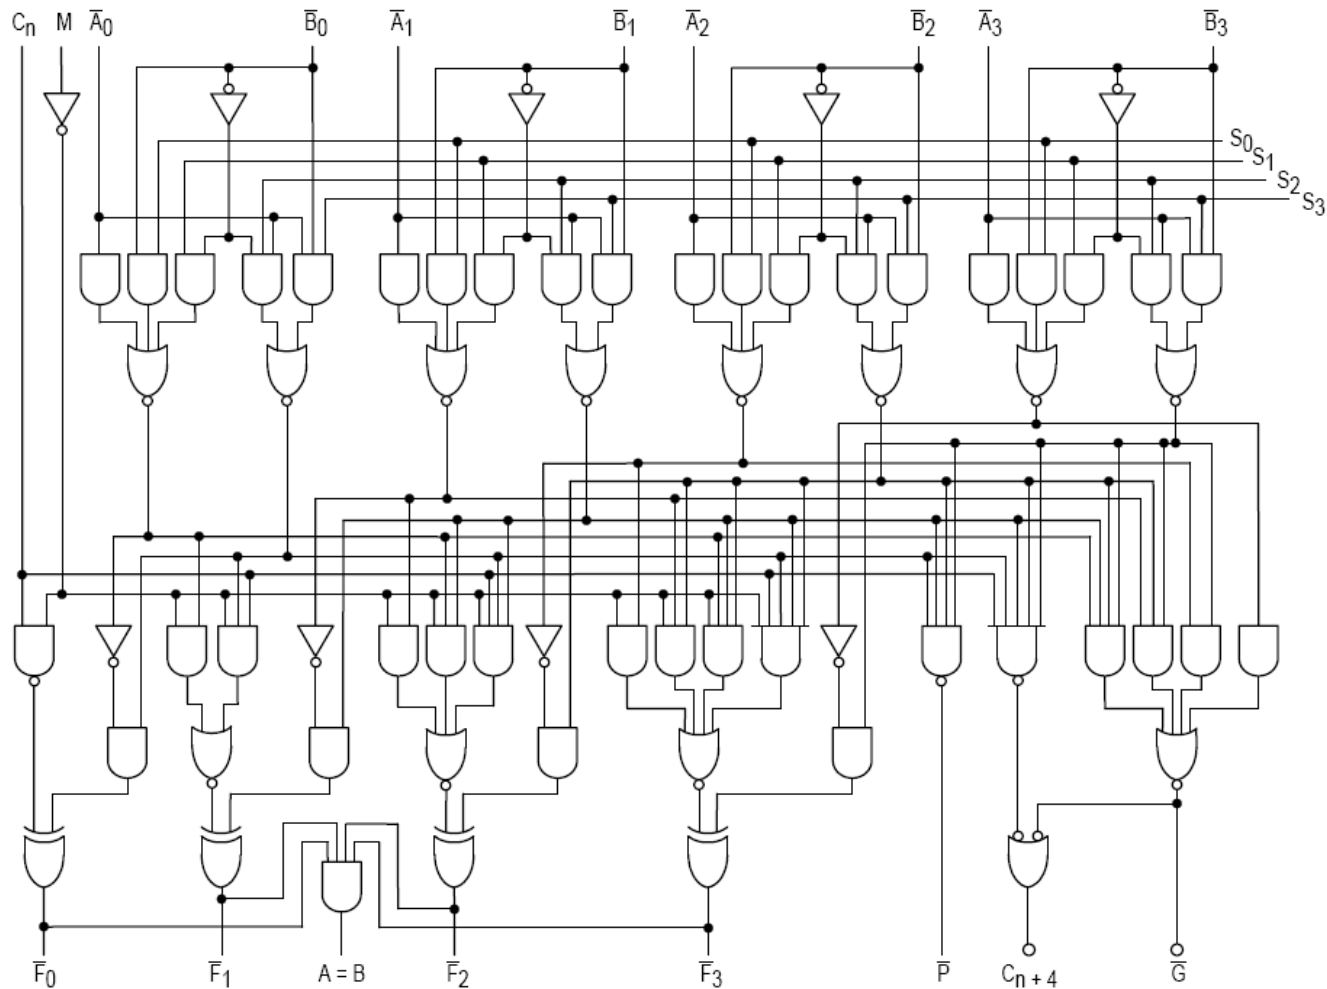 Cn M A̅0 B̅0 A̅1 B̅1 A̅2 B̅2 A̅3 B̅3
S0
S1
S2
S3
F̅0 F̅1 A = B F̅2 F̅3 P̅ Cn + 4 G̅